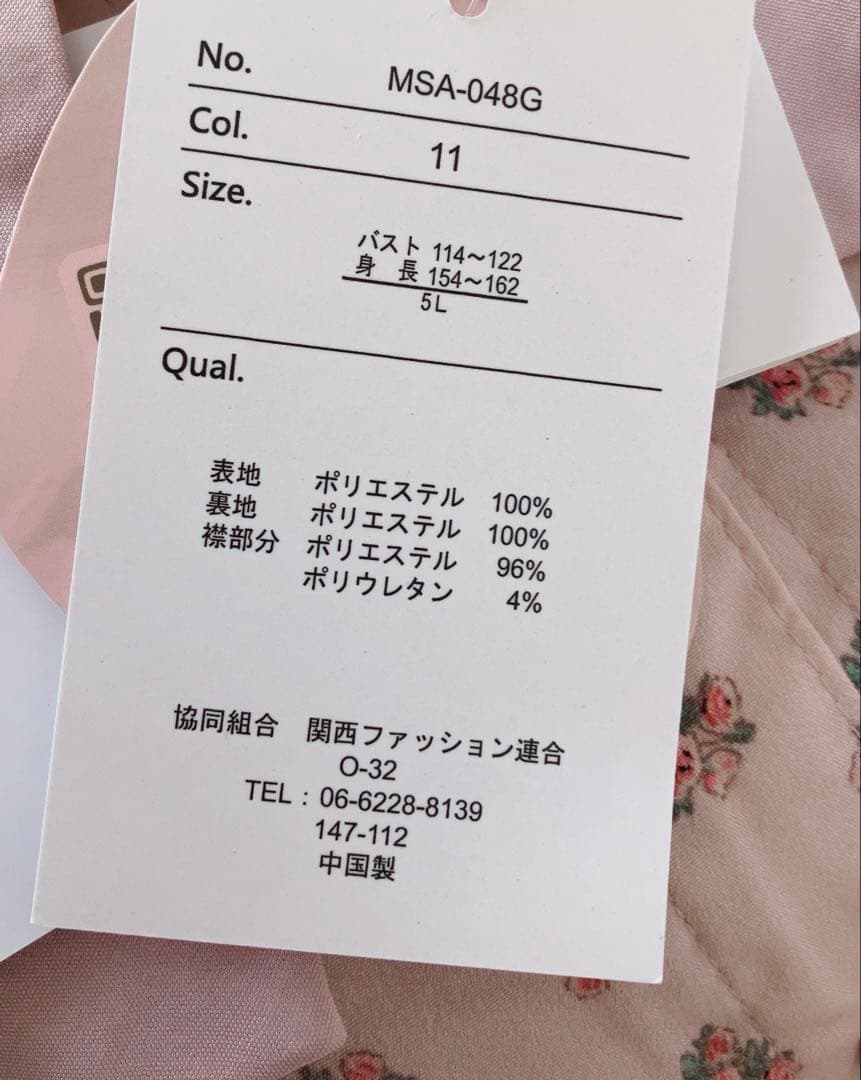 No. MSA-048G
Col. 11
Size.
バスト 114～122
身 長 154～162
5L
Qual.
表地 ポリエステル 100%
裏地 ポリエステル 100%
襟部分 ポリエステル 96%
ポリウレタン 4%
協同組合 関西ファッション連合
O-32
TEL：06-6228-8139
147-112
中国製